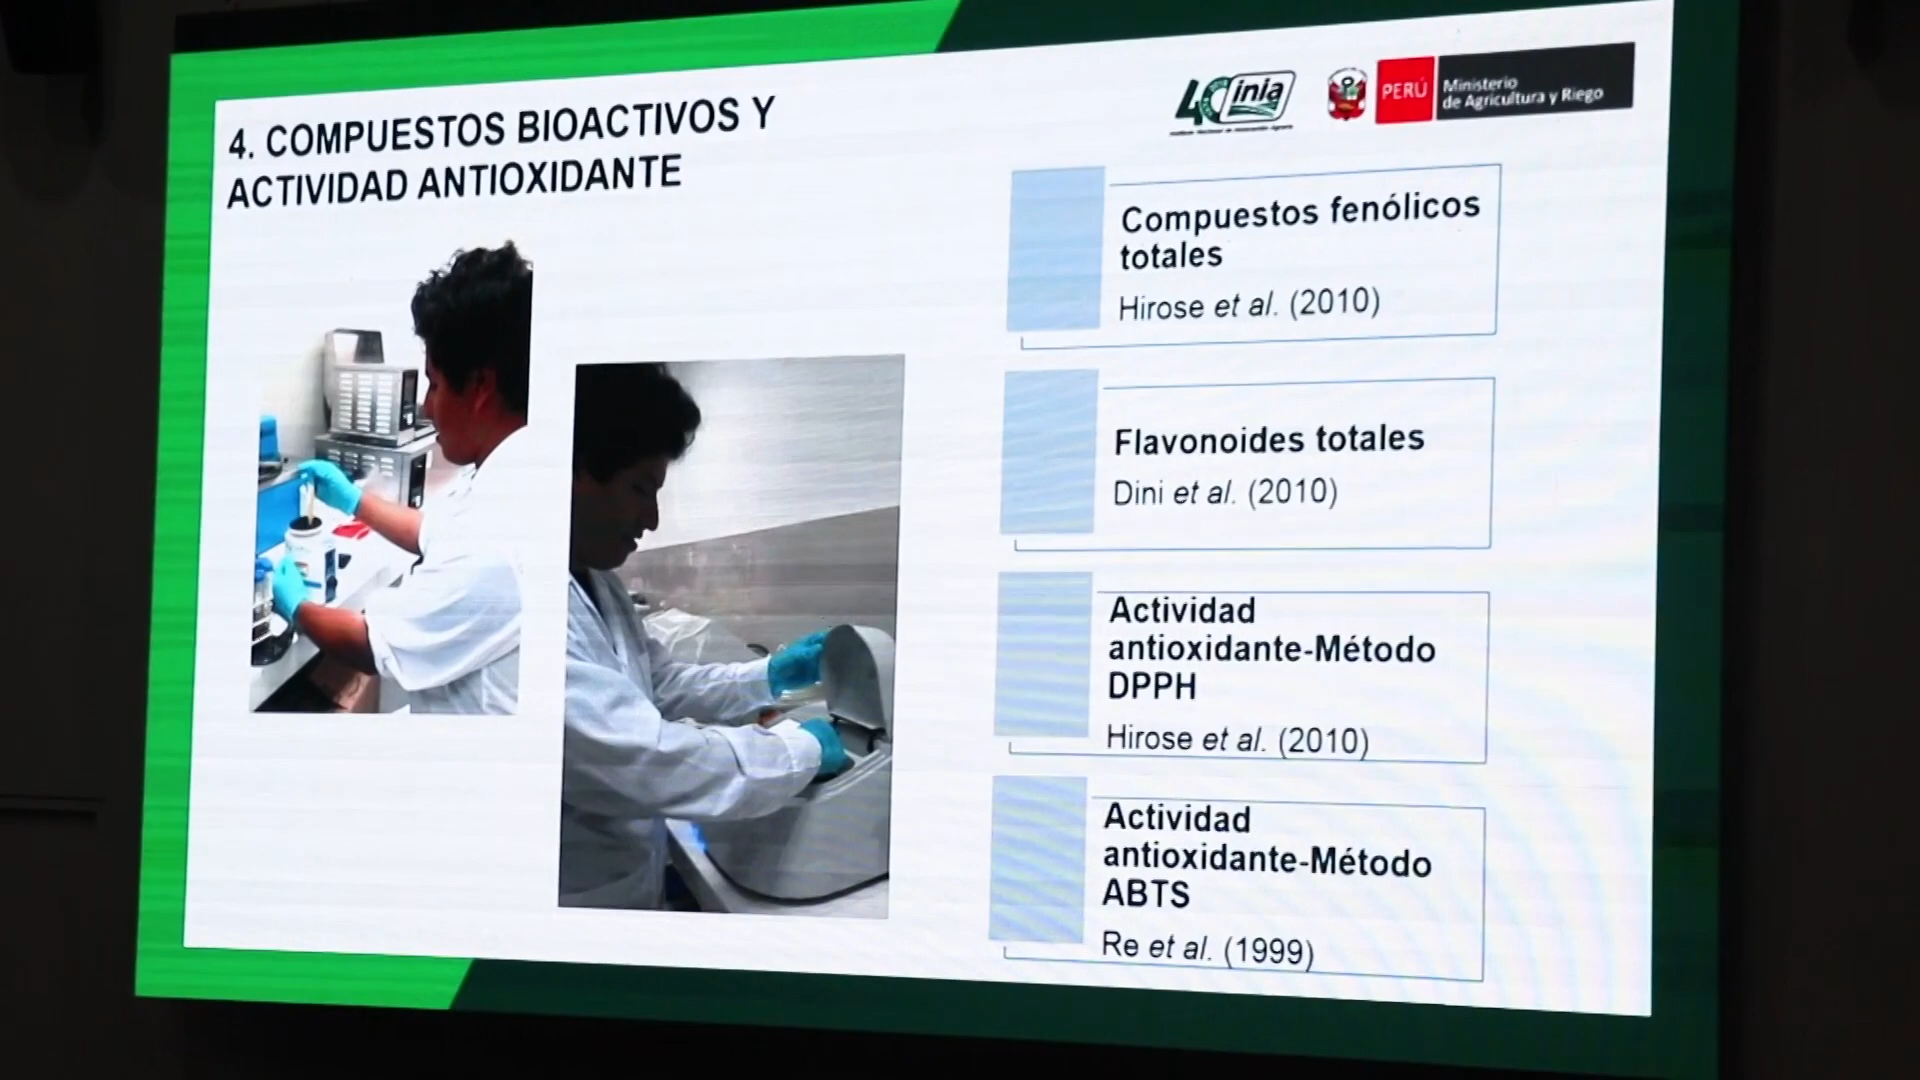 4. COMPUESTOS BIOACTIVOS Y
ACTIVIDAD ANTIOXIDANTE
40 inia
PERÚ
Ministerio
de Agricultura y Riego
Compuestos fenólicos
totales
Hirose et al. (2010)
Flavonoides totales
Dini et al. (2010)
Actividad
antioxidante-Método
DPPH
Hirose et al. (2010)
Actividad
antioxidante-Método
ABTS
Re et al. (1999)